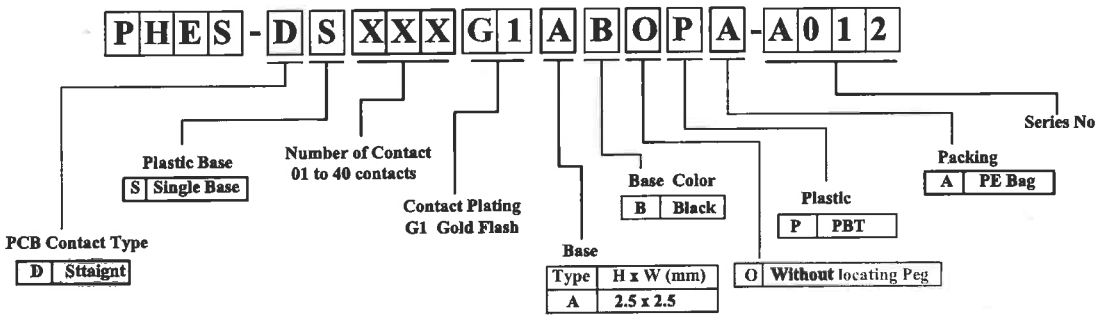 PHES-DSXXXG1ABOPA-A012
Series No
Plastic Base
S Single Base
Number of Contact
01 to 40 contacts
Contact Plating
G1 Gold Flash
PCB Contact Type
D Sttaignt
Base
Type H x W (mm)
A 2.5 x 2.5
Base Color
B Black
O Without locating Peg
Plastic
P PBT
Packing
A PE Bag